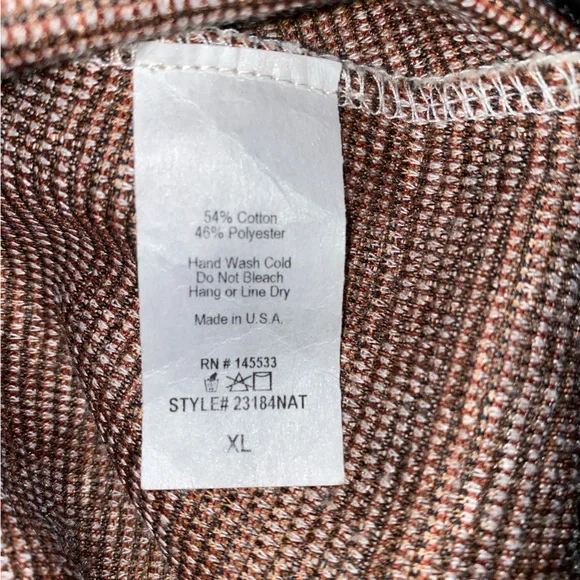 54% Cotton
46% Polyester
Hand Wash Cold
Do Not Bleach
Hang or Line Dry
Made in U.S.A.
RN # 145533
STYLE# 23184NAT
XL